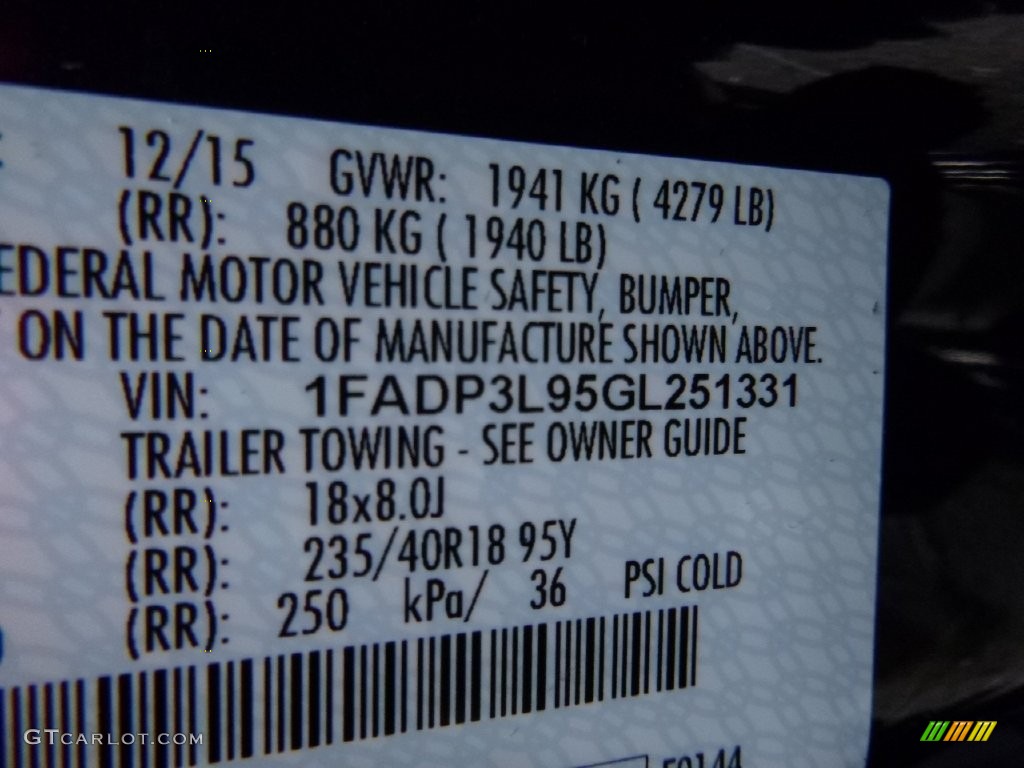 12/15 GVWR: 1941 KG ( 4279 LB)
(RR): 880 KG ( 1940 LB)
EDERAL MOTOR VEHICLE SAFETY, BUMPER,
ON THE DATE OF MANUFACTURE SHOWN ABOVE.
VIN: 1FADP3L95GL251331
TRAILER TOWING - SEE OWNER GUIDE
(RR): 18x8.0J
(RR): 235/40R18 95Y
(RR): 250 kPa/ 36 PSI COLD
GTCARLOT.COM